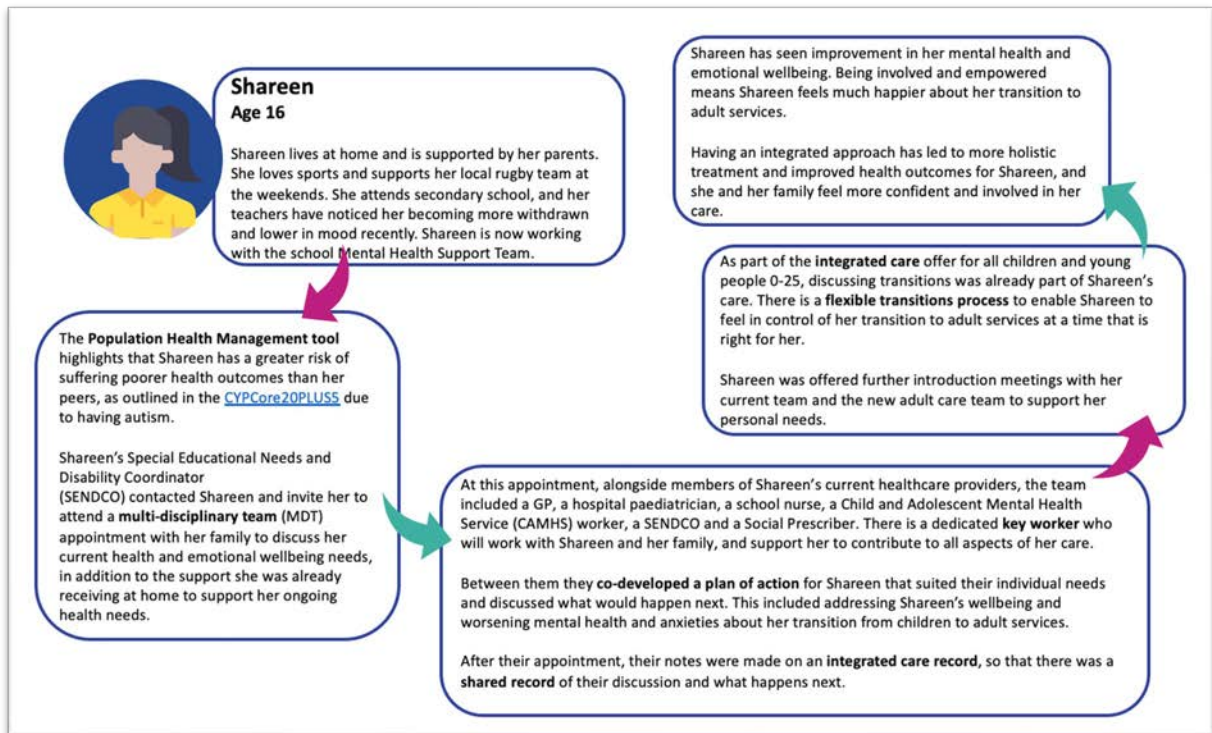 Shareen
Age 16
Shareen lives at home and is supported by her parents.
She loves sports and supports her local rugby team at
the weekends. She attends secondary school, and her
teachers have noticed her becoming more withdrawn
and lower in mood recently. Shareen is now working
with the school Mental Health Support Team.
The Population Health Management tool
highlights that Shareen has a greater risk of
suffering poorer health outcomes than her
peers, as outlined in the CYPCore20PLUS5 due
to having autism.
Shareen’s Special Educational Needs and
Disability Coordinator
(SENDCO) contacted Shareen and invite her to
attend a multi-disciplinary team (MDT)
appointment with her family to discuss her
current health and emotional wellbeing needs,
in addition to the support she was already
receiving at home to support her ongoing
health needs.
At this appointment, alongside members of Shareen’s current healthcare providers, the team
included a GP, a hospital paediatrician, a school nurse, a Child and Adolescent Mental Health
Service (CAMHS) worker, a SENDCO and a Social Prescriber. There is a dedicated key worker who
will work with Shareen and her family, and support her to contribute to all aspects of her care.
Between them they co-developed a plan of action for Shareen that suited their individual needs
and discussed what would happen next. This included addressing Shareen’s wellbeing and
worsening mental health and anxieties about her transition from children to adult services.
After their appointment, their notes were made on an integrated care record, so that there was a
shared record of their discussion and what happens next.
As part of the integrated care offer for all children and young
people 0-25, discussing transitions was already part of Shareen’s
care. There is a flexible transitions process to enable Shareen to
feel in control of her transition to adult services at a time that is
right for her.
Shareen was offered further introduction meetings with her
current team and the new adult care team to support her
personal needs.
Shareen has seen improvement in her mental health and
emotional wellbeing. Being involved and empowered
means Shareen feels much happier about her transition to
adult services.
Having an integrated approach has led to more holistic
treatment and improved health outcomes for Shareen, and
she and her family feel more confident and involved in her
care.